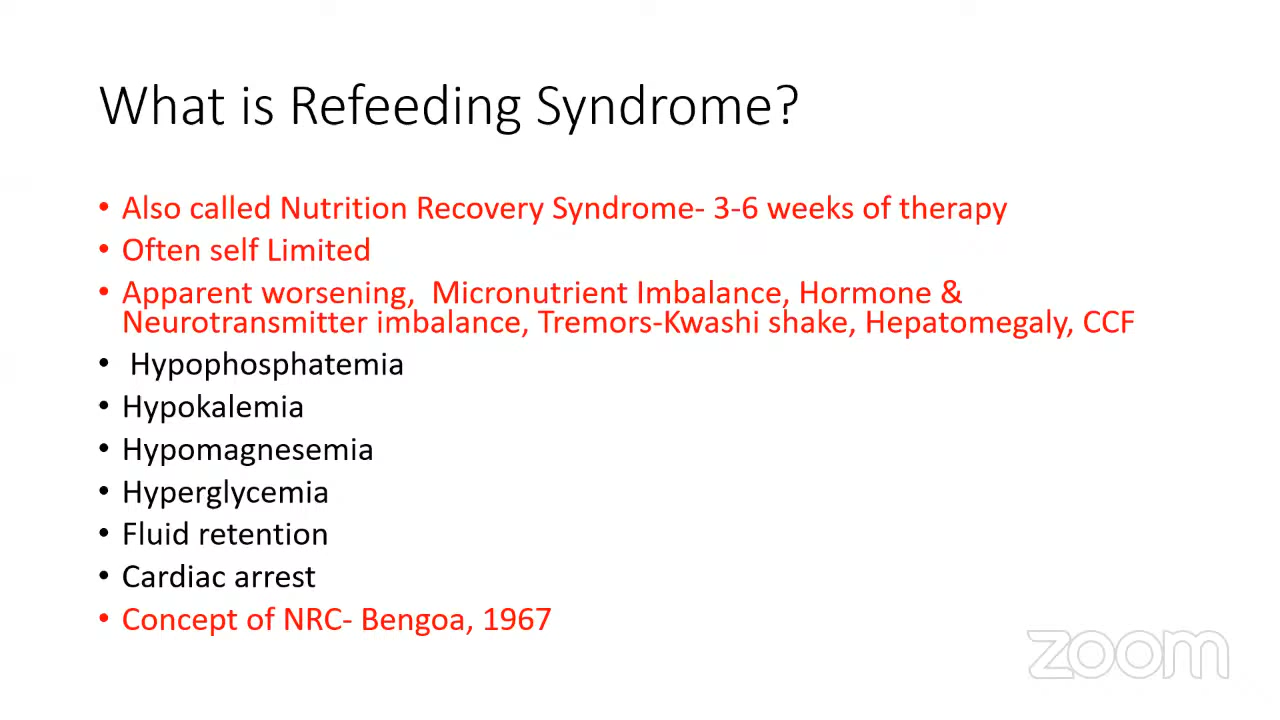 What is Refeeding Syndrome?
• Also called Nutrition Recovery Syndrome- 3-6 weeks of therapy
• Often self Limited
• Apparent worsening, Micronutrient Imbalance, Hormone &
Neurotransmitter imbalance, Tremors-Kwashi shake, Hepatomegaly, CCF
• Hypophosphatemia
• Hypokalemia
• Hypomagnesemia
• Hyperglycemia
• Fluid retention
• Cardiac arrest
• Concept of NRC- Bengoa, 1967
zoom